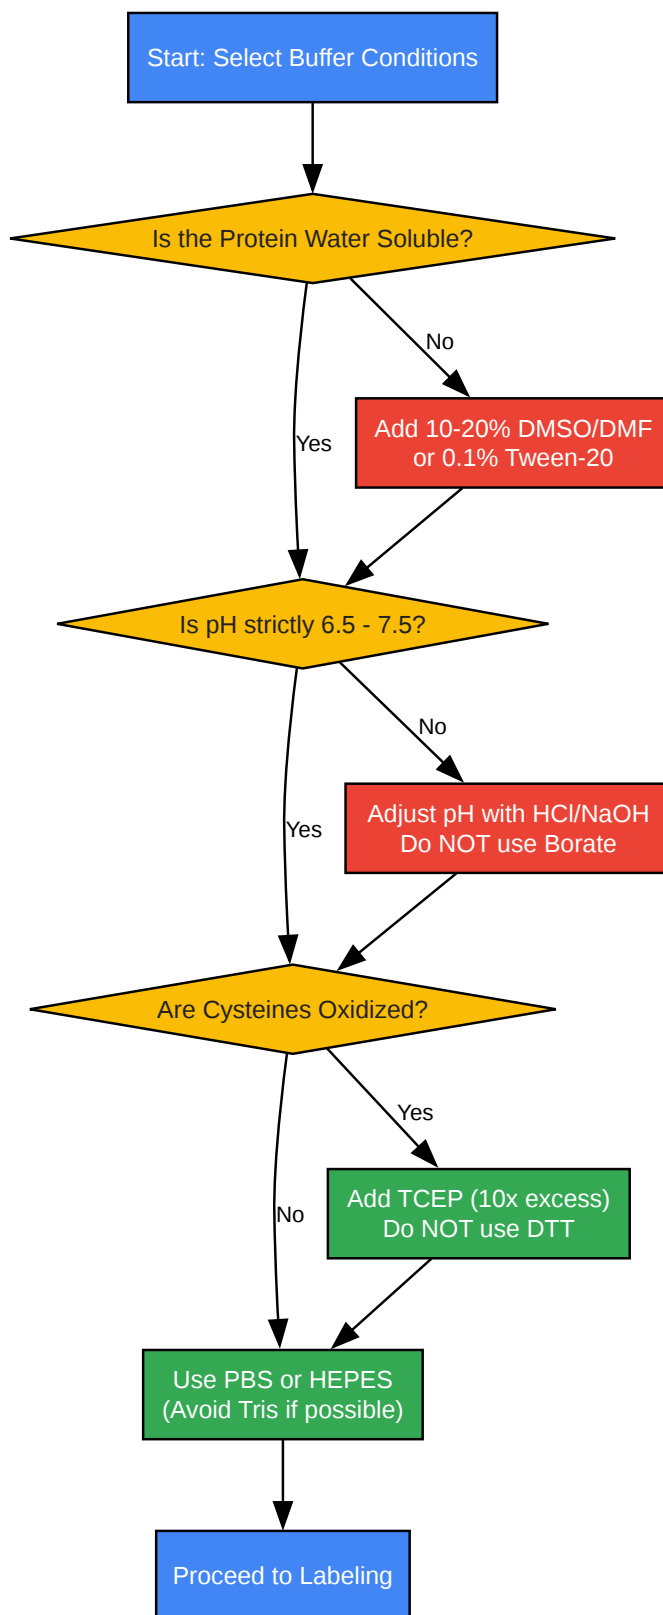 Start: Select Buffer Conditions
Is the Protein Water Soluble?
No
Add 10-20% DMSO/DMF
or 0.1% Tween-20
Yes
Is pH strictly 6.5 - 7.5?
No
Adjust pH with HCl/NaOH
Do NOT use Borate
Yes
Are Cysteines Oxidized?
Yes
Add TCEP (10x excess)
Do NOT use DTT
No
Use PBS or HEPES
(Avoid Tris if possible)
Proceed to Labeling